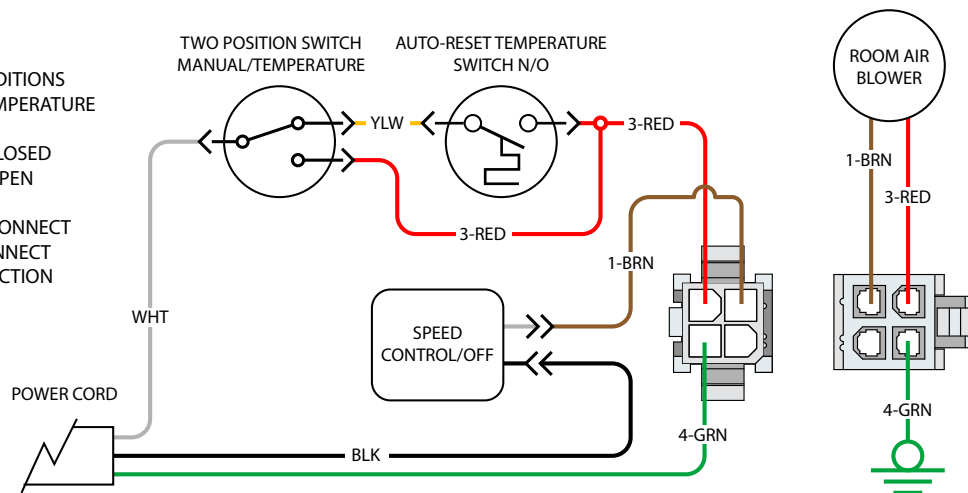 TWO POSITION SWITCH
MANUAL/TEMPERATURE
AUTO-RESET TEMPERATURE
SWITCH N/O
ROOM AIR
BLOWER
YLW
3-RED
1-BRN
3-RED
3-RED
1-BRN
WHT
SPEED
CONTROL/OFF
POWER CORD
4-GRN
4-GRN
BLK